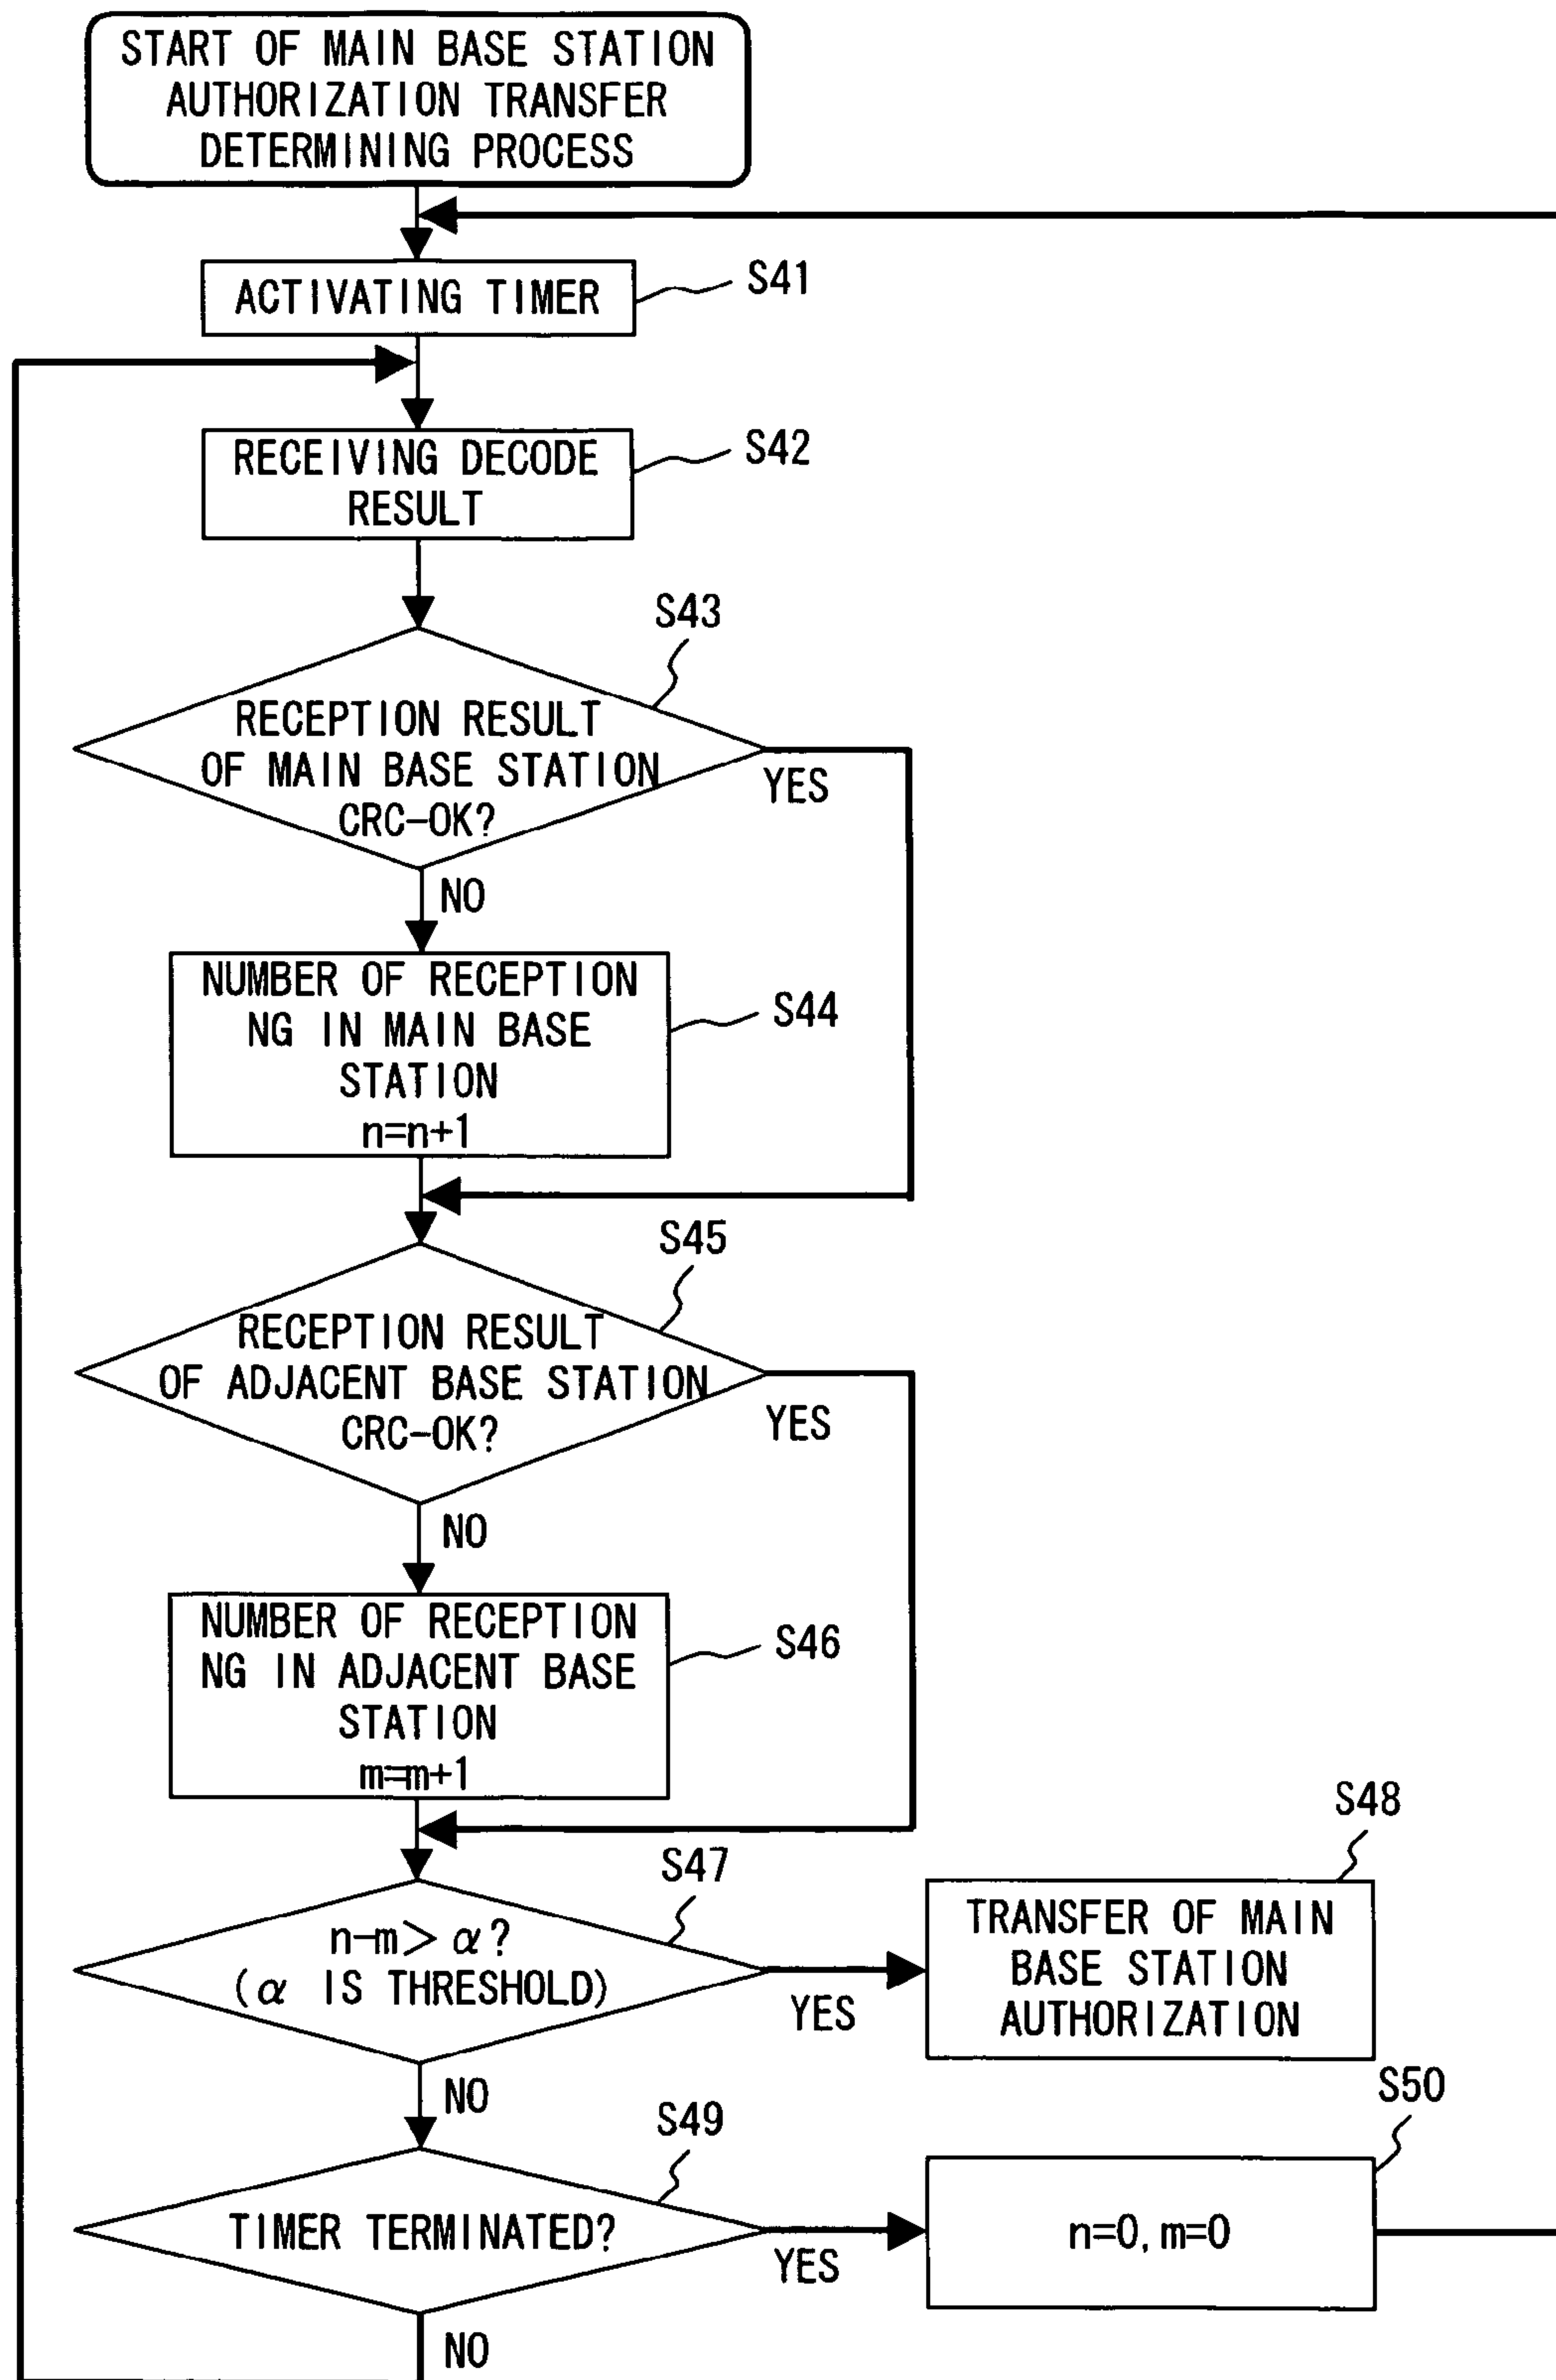 START OF MAIN BASE STATION
AUTHORIZATION TRANSFER
DETERMINING PROCESS
ACTIVATING TIMER
S41
RECEIVING DECODE
RESULT
S42
S43
RECEPTION RESULT
OF MAIN BASE STATION
CRC-OK?
YES
NO
NUMBER OF RECEPTION
NG IN MAIN BASE
STATION
n=n+1
S44
S45
RECEPTION RESULT
OF ADJACENT BASE STATION
CRC-OK?
YES
NO
NUMBER OF RECEPTION
NG IN ADJACENT BASE
STATION
m=m+1
S46
S47
n-m> α?
(α IS THRESHOLD)
YES
S48
TRANSFER OF MAIN
BASE STATION
AUTHORIZATION
NO
S49
TIMER TERMINATED?
YES
S50
n=0, m=0
NO